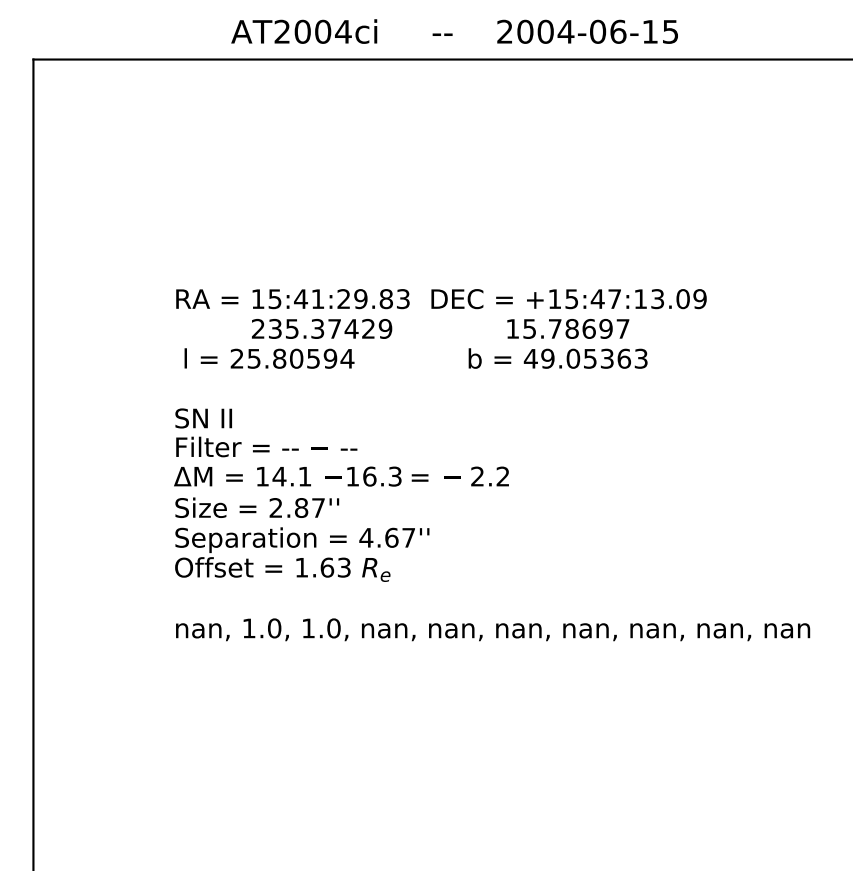 AT2004ci -- 2004-06-15
RA = 15:41:29.83 DEC = +15:47:13.09
235.37429 15.78697
l = 25.80594 b = 49.05363
SN II
Filter = -- − --
ΔM = 14.1 −16.3 = − 2.2
Size = 2.87''
Separation = 4.67''
Offset = 1.63 Rₑ
nan, 1.0, 1.0, nan, nan, nan, nan, nan, nan, nan